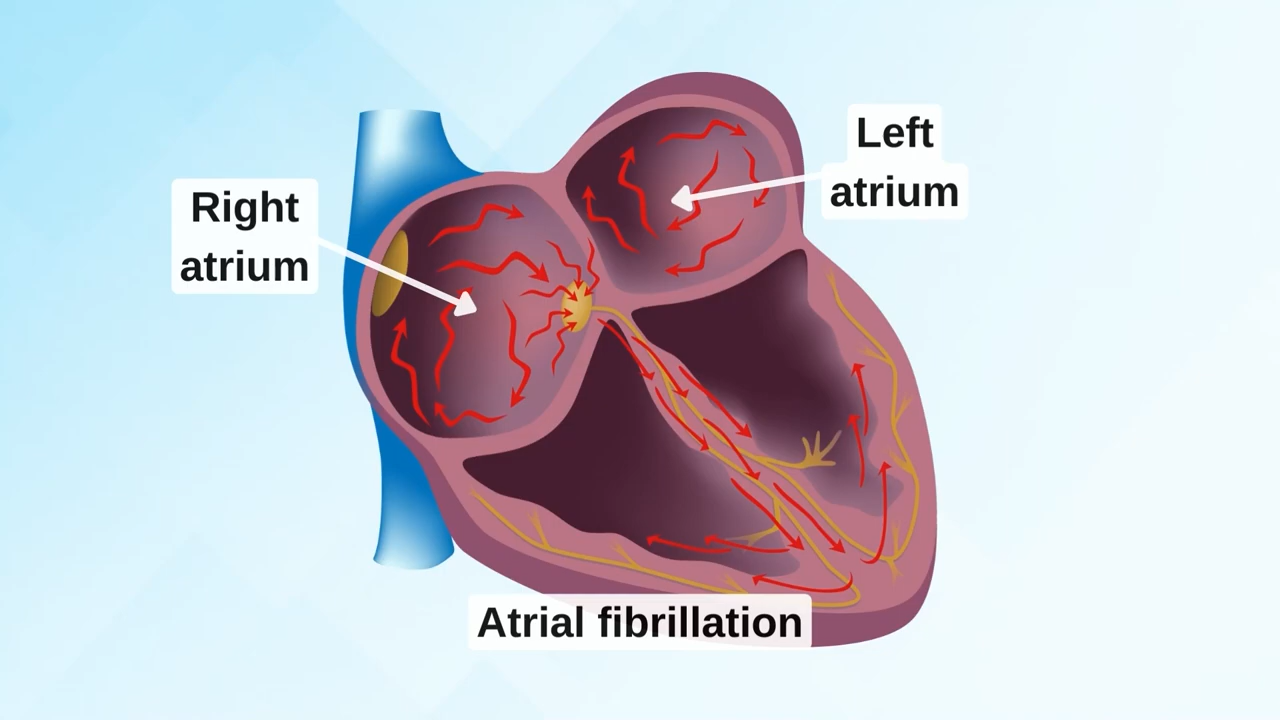 Left
atrium
Right
atrium
Atrial fibrillation